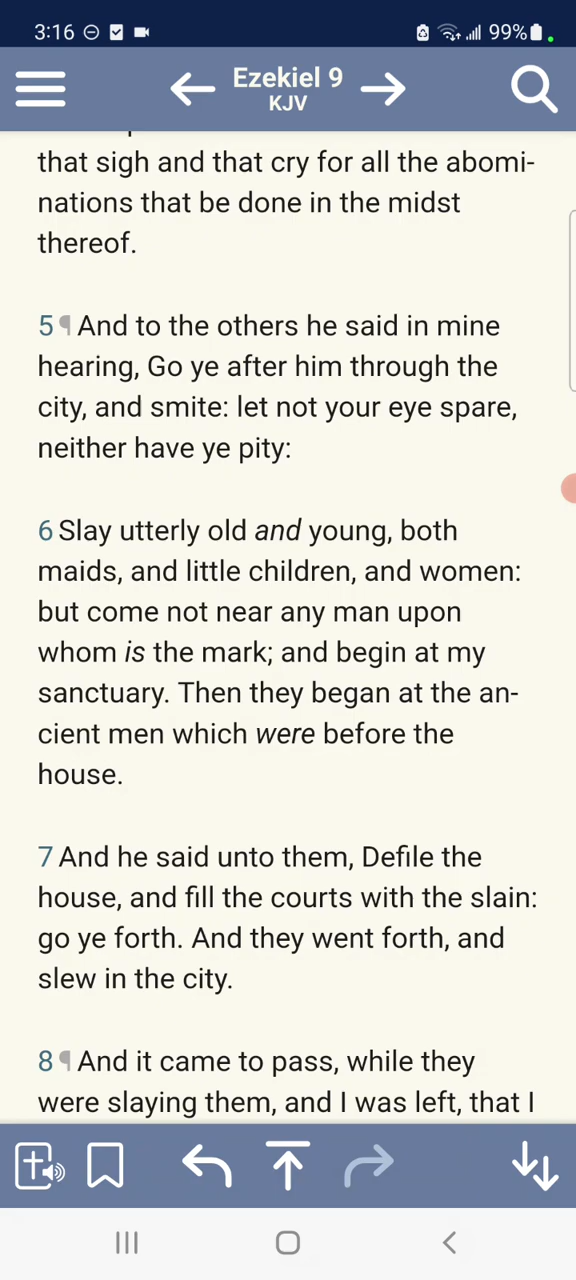 3:16
99%
Ezekiel 9
KJV
that sigh and that cry for all the abomi-
nations that be done in the midst
thereof.
5 ¶ And to the others he said in mine
hearing, Go ye after him through the
city, and smite: let not your eye spare,
neither have ye pity:
6 Slay utterly old and young, both
maids, and little children, and women:
but come not near any man upon
whom is the mark; and begin at my
sanctuary. Then they began at the an-
cient men which were before the
house.
7 And he said unto them, Defile the
house, and fill the courts with the slain:
go ye forth. And they went forth, and
slew in the city.
8 ¶ And it came to pass, while they
were slaying them, and I was left, that I